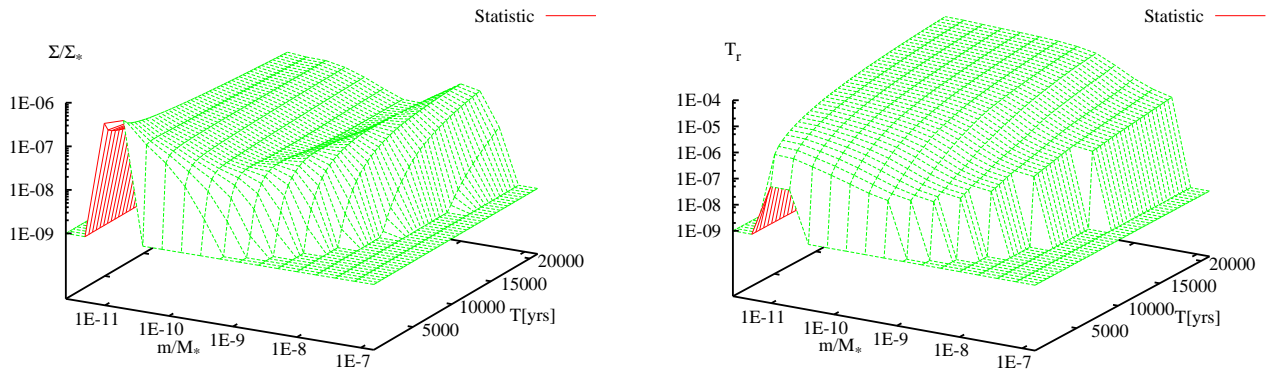 Statistic
Σ/Σ*
1E-06
1E-07
1E-08
1E-09
1E-11
1E-10
1E-9
1E-8
1E-7
m/M*
5000
10000
15000
20000
T[yrs]
Statistic
T_r
1E-04
1E-05
1E-06
1E-07
1E-08
1E-09
1E-11
1E-10
1E-9
1E-8
1E-7
m/M*
5000
10000
15000
20000
T[yrs]